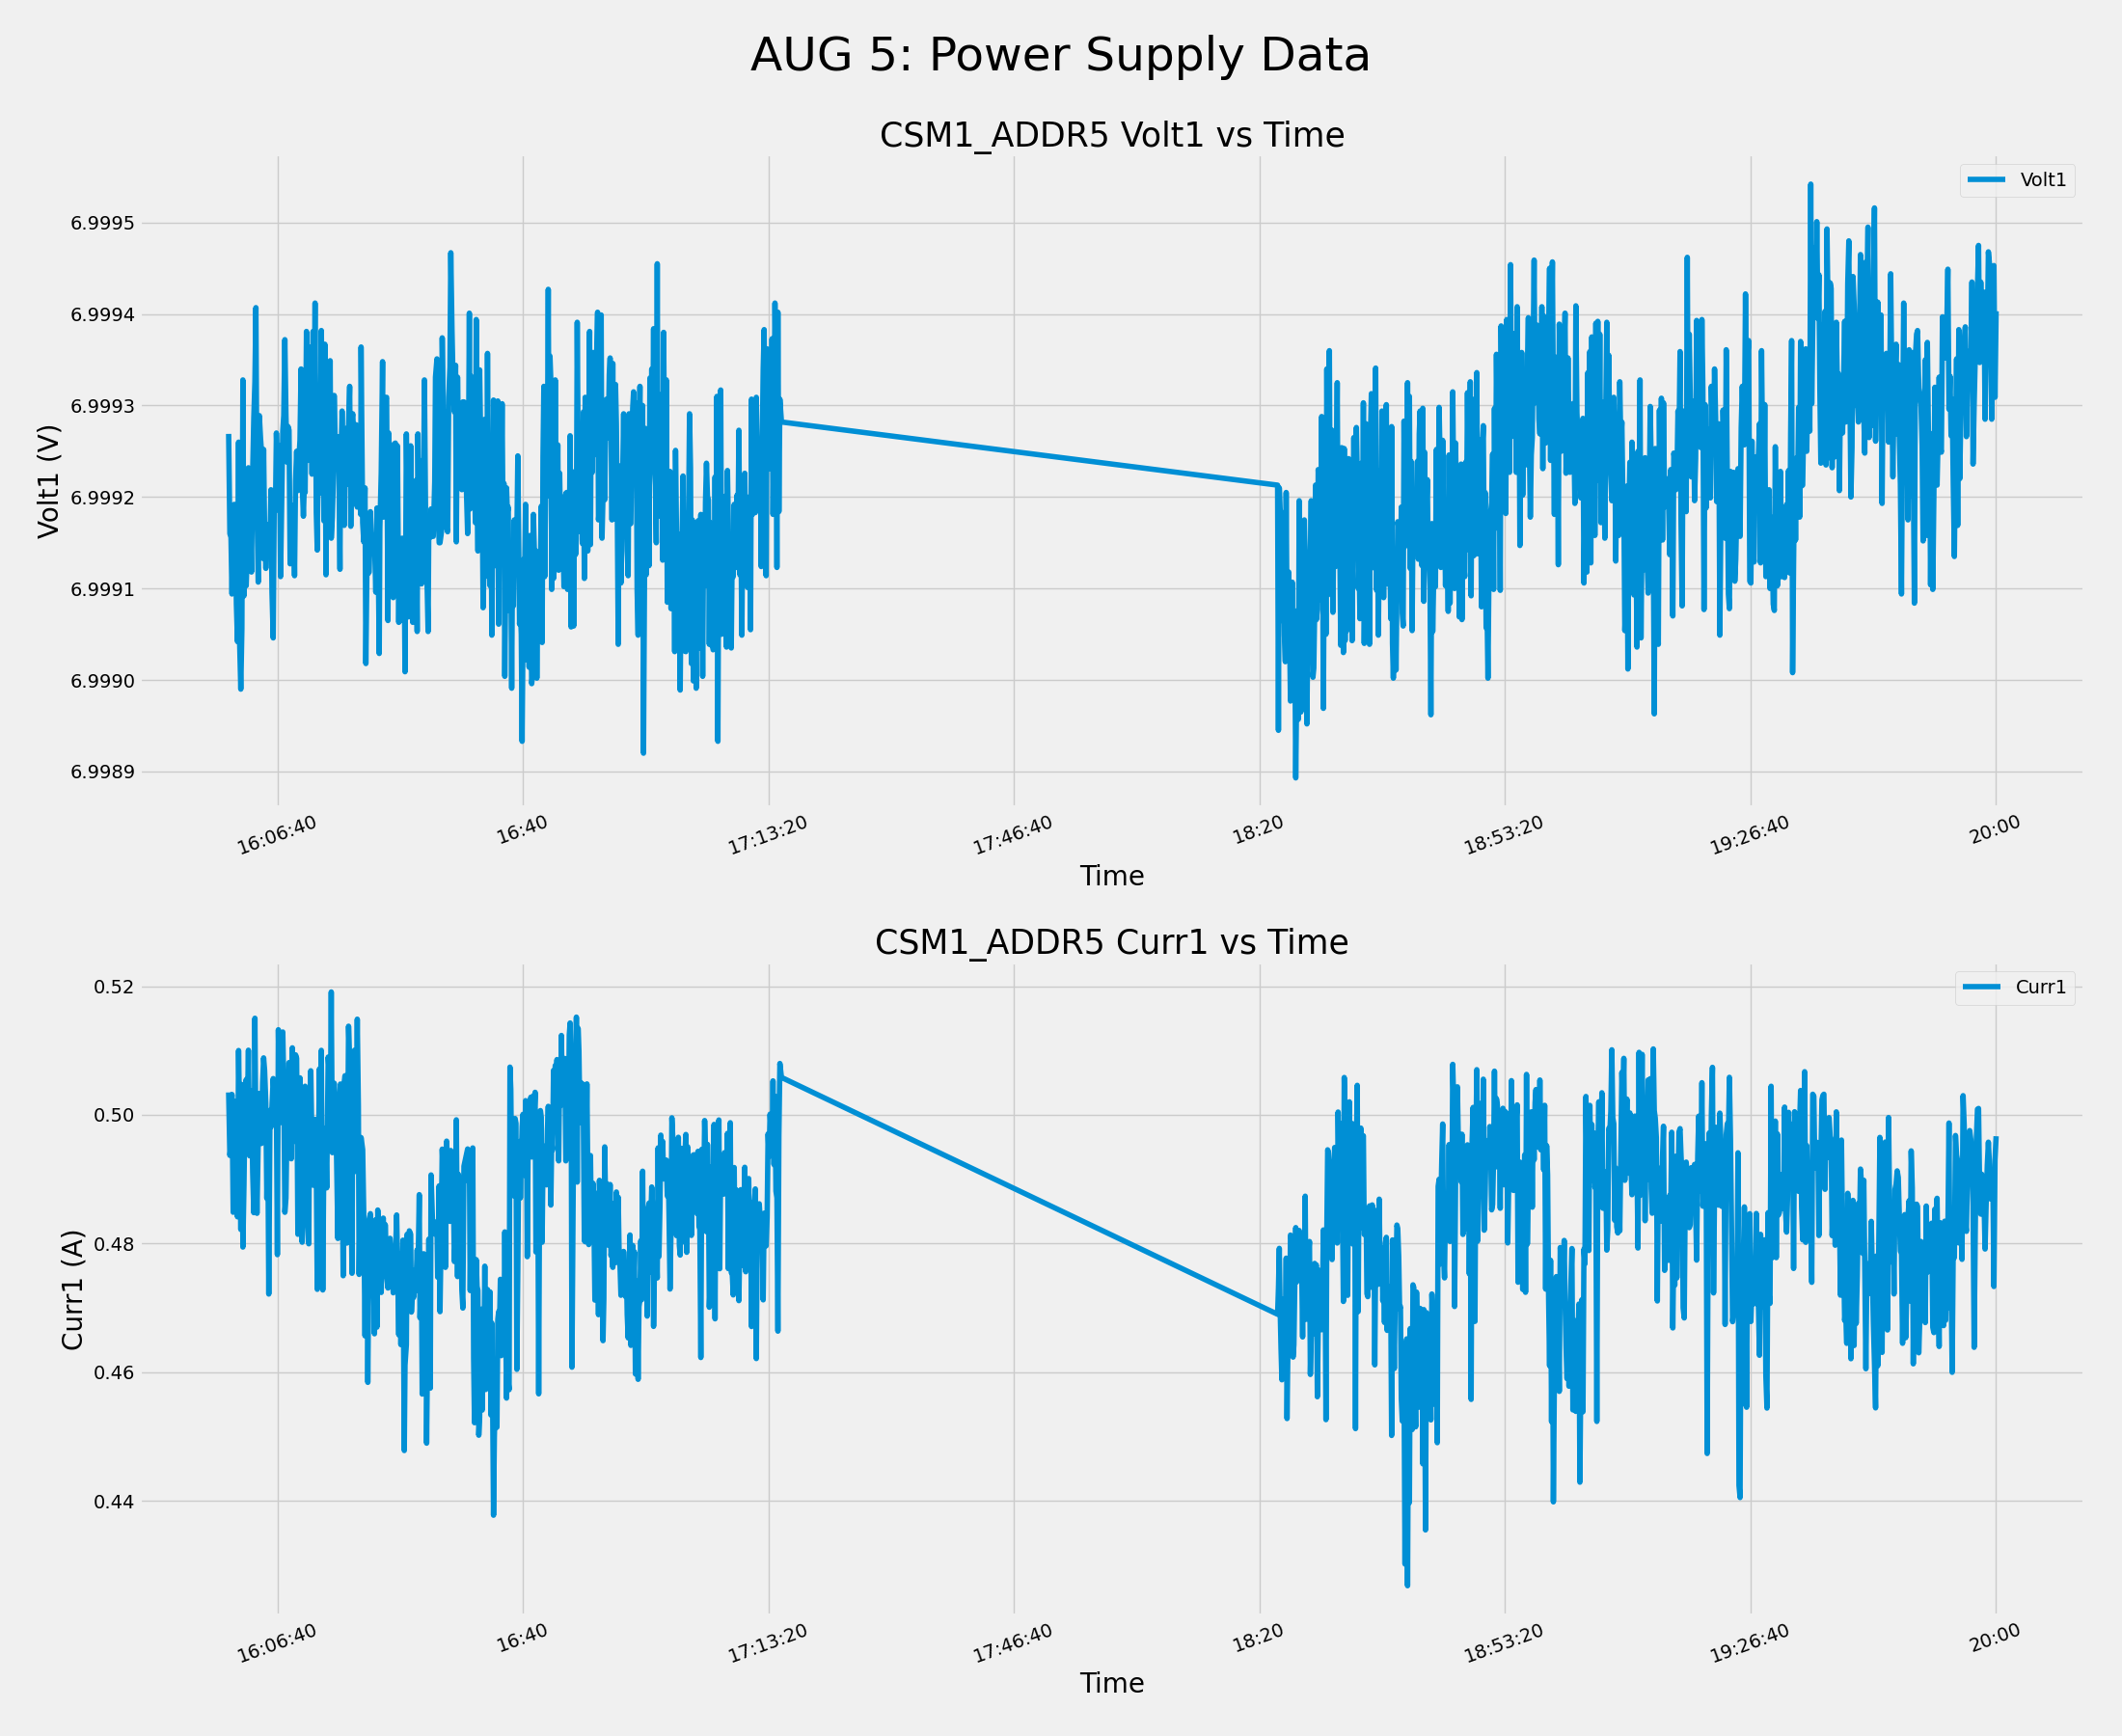 AUG 5: Power Supply Data
CSM1_ADDR5 Volt1 vs Time
Volt1
6.9995
6.9994
6.9993
6.9992
6.9991
6.9990
6.9989
Volt1 (V)
16:06:40 16:40 17:13:20 17:46:40 18:20 18:53:20 19:26:40 20:00
Time
CSM1_ADDR5 Curr1 vs Time
Curr1
0.52
0.50
0.48
0.46
0.44
Curr1 (A)
16:06:40 16:40 17:13:20 17:46:40 18:20 18:53:20 19:26:40 20:00
Time